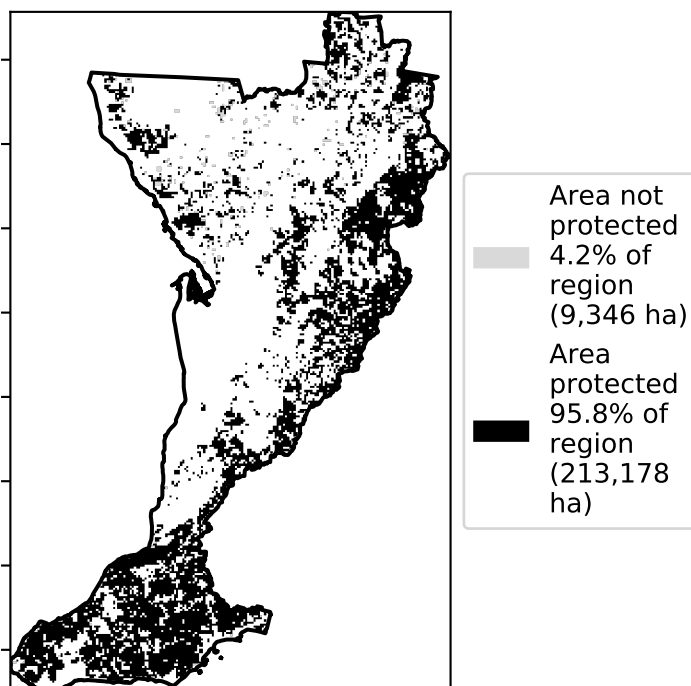 Area not
protected
4.2% of
region
(9,346 ha)
Area
protected
95.8% of
region
(213,178
ha)